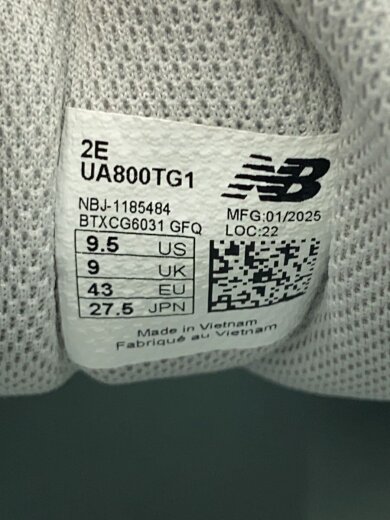 2E
UA800TG1
NB
NBJ-1185484
BTXCG6031 GFQ
MFG:01/2025
LOC:22
9.5 US
9 UK
43 EU
27.5 JPN
Made in Vietnam
Fabriqué au Vietnam